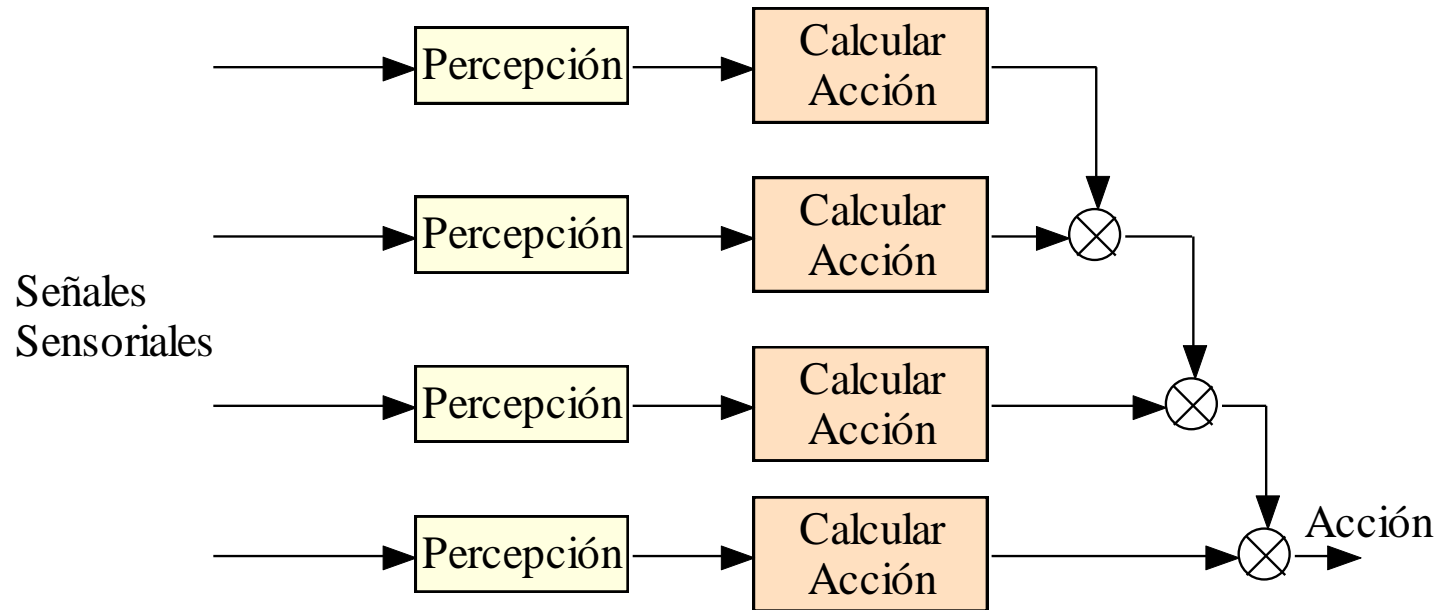 Percepción
Calcular
Acción
Percepción
Calcular
Acción
Señales
Sensoriales
Percepción
Calcular
Acción
Percepción
Calcular
Acción
Acción